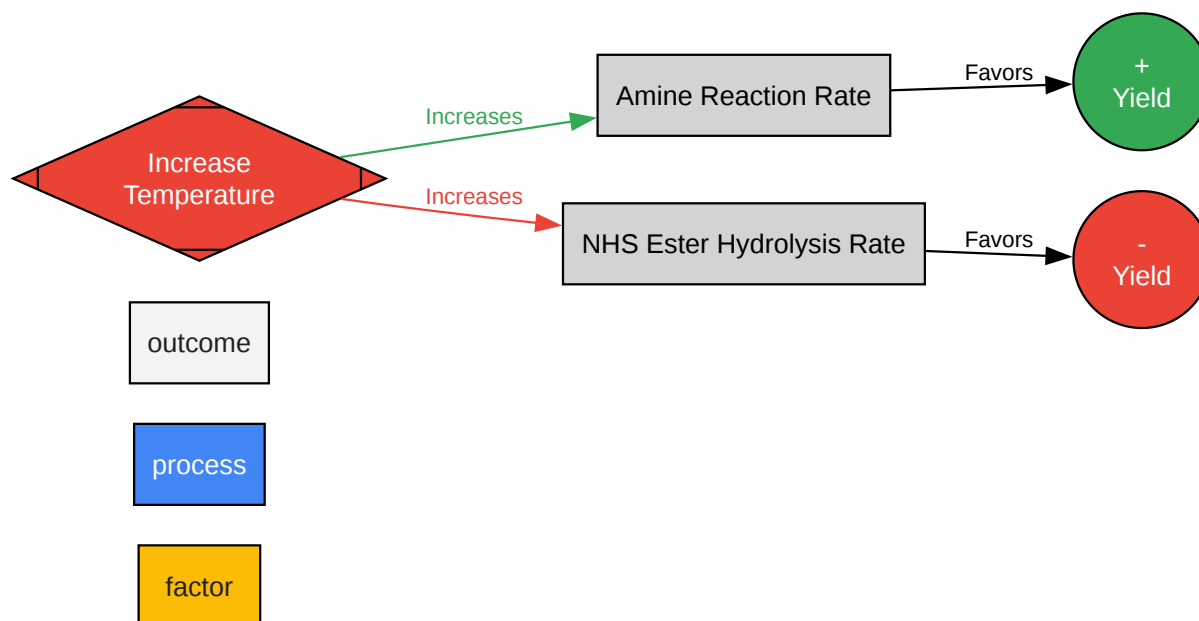 Increase
Temperature
Increases
Increases
Amine Reaction Rate
NHS Ester Hydrolysis Rate
Favors
Favors
+
Yield
-
Yield
outcome
process
factor